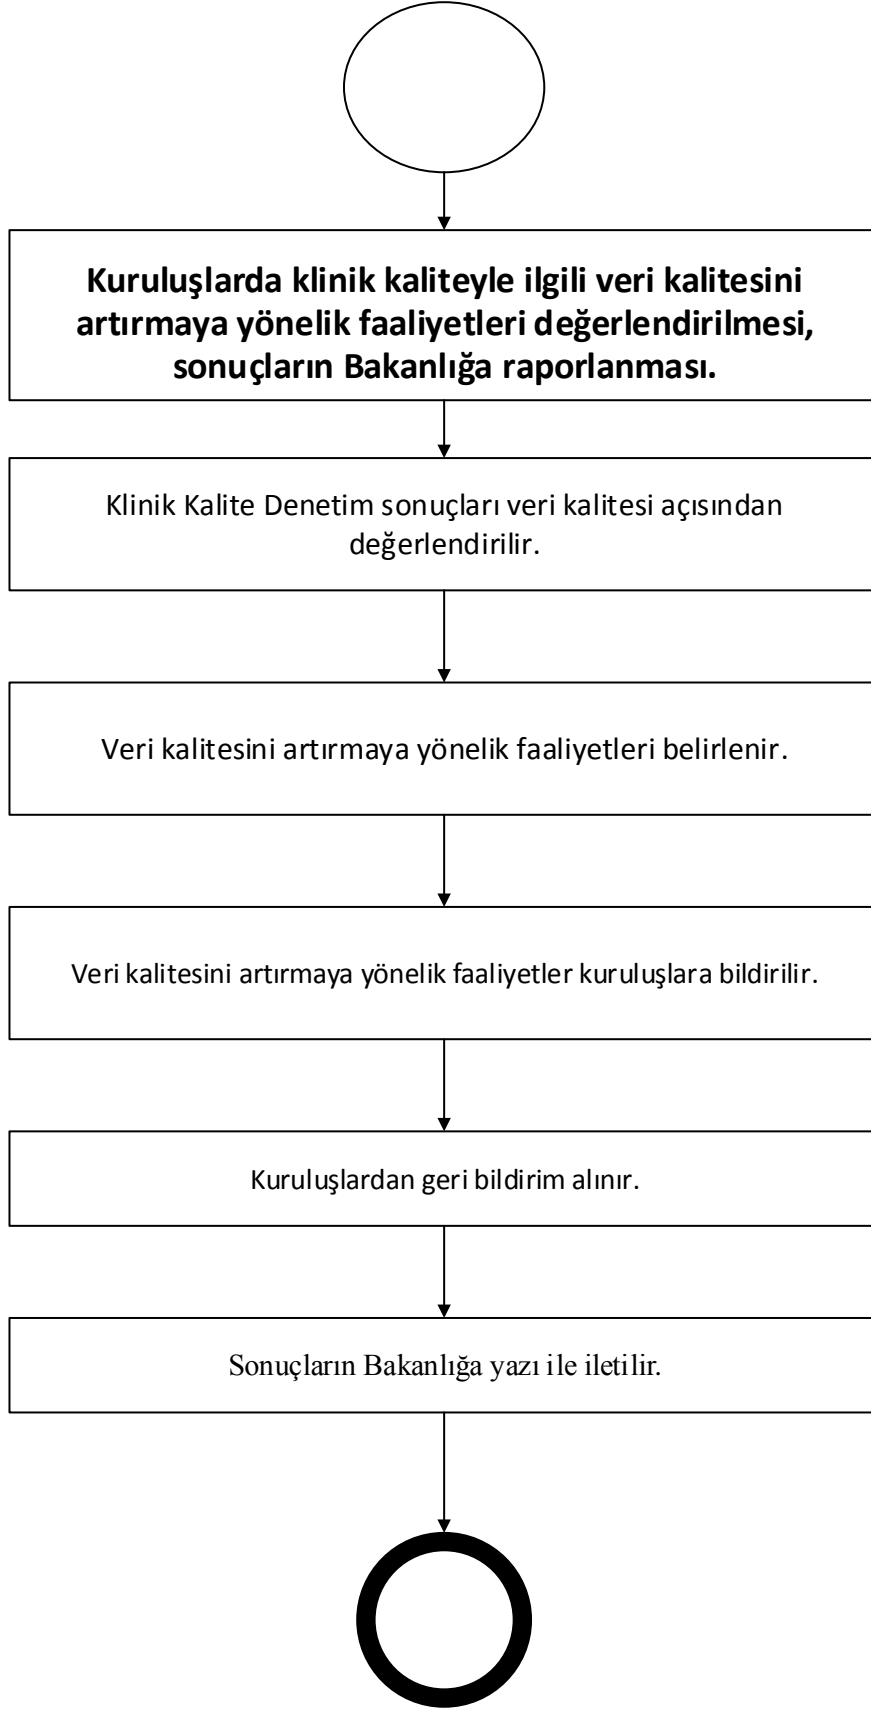 Kuruluşlarda klinik kaliteyle ilgili veri kalitesini
artırmaya yönelik faaliyetleri değerlendirilmesi,
sonuçların Bakanlığa raporlanması.
Klinik Kalite Denetim sonuçları veri kalitesi açısından
değerlendirilir.
Veri kalitesini artırmaya yönelik faaliyetleri belirlenir.
Veri kalitesini artırmaya yönelik faaliyetler kuruluşlara bildirilir.
Kuruluşlardan geri bildirim alınır.
Sonuçların Bakanlığa yazı ile iletilir.